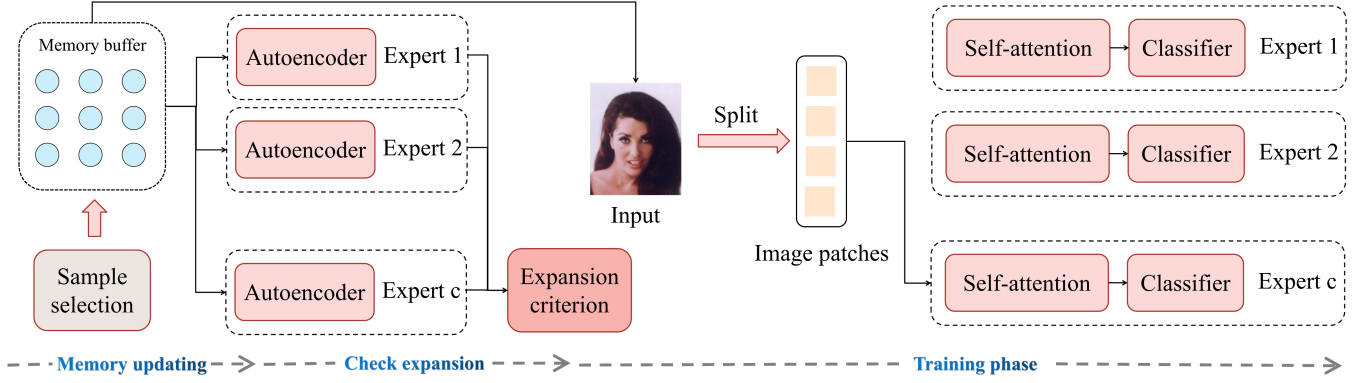 Memory buffer
Autoencoder
Expert 1
Autoencoder
Expert 2
Autoencoder
Expert c
Sample
selection
Expansion
criterion
Input
Split
Image patches
Self-attention
Classifier
Expert 1
Self-attention
Classifier
Expert 2
Self-attention
Classifier
Expert c
Memory updating
Check expansion
Training phase